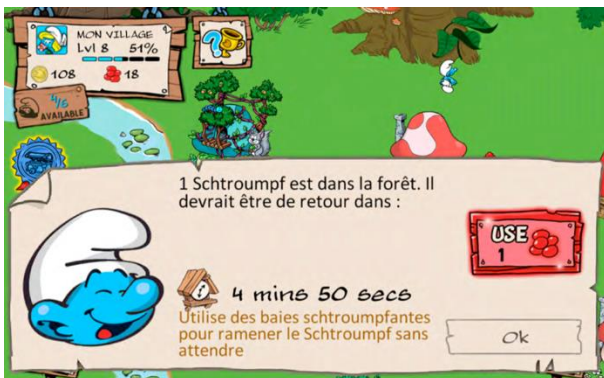 MON VILLAGE
Lvl 8 51%
108 18
4/6
AVAILABLE
1 Schtroumpf est dans la forêt. Il
devrait être de retour dans :
USE
1
4 mins 50 secs
Utilise des baies schtroumpfantes
pour ramener le Schtroumpf sans
attendre
Ok